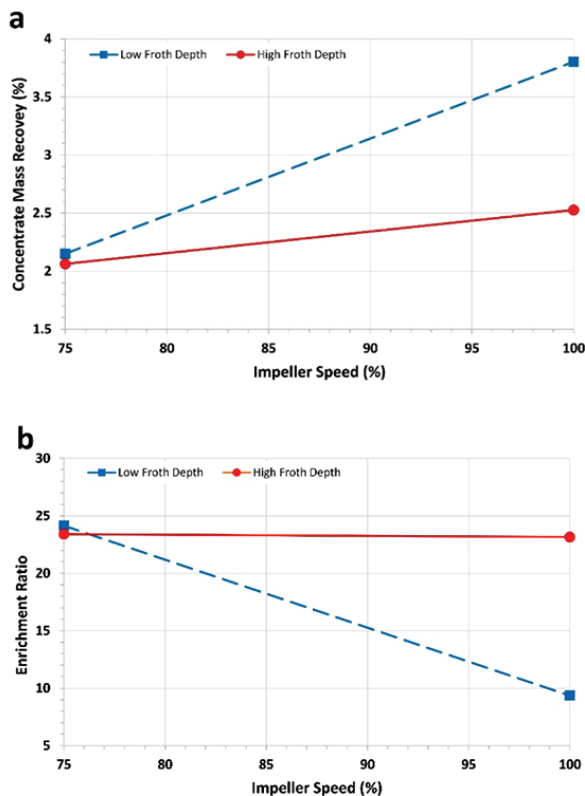 a
4
Low Froth Depth High Froth Depth
3.5
3
2.5
2
1.5
Concentrate Mass Recovey (%)
75 80 85 90 95 100
Impeller Speed (%)
b
30
Low Froth Depth High Froth Depth
25
20
15
10
5
Enrichment Ratio
75 80 85 90 95 100
Impeller Speed (%)